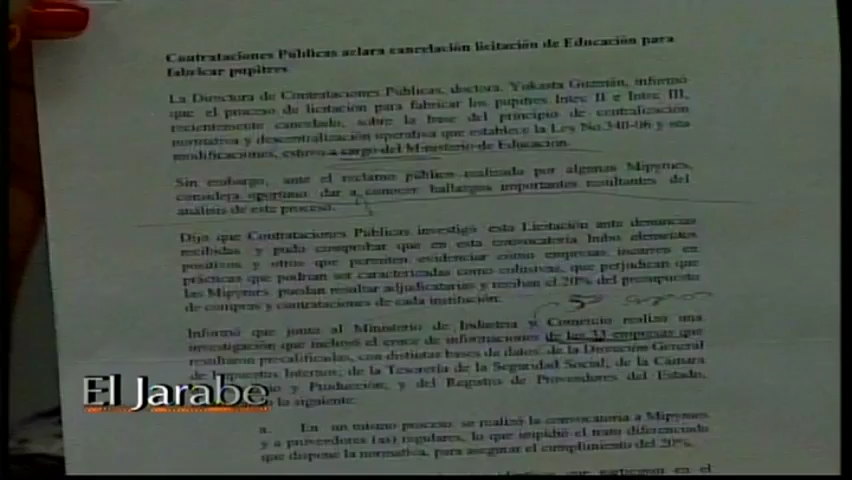 Contrataciones Públicas aclara cancelación licitación de Educación para
fabricar pupitres
La Directora de Contrataciones Públicas, doctora, Yokasta Guzmán, informó
que el proceso de licitación para fabricar los pupitres Intec II e Intec III,
recientemente cancelado, sobre la base del principio de centralización
normativa y descentralización operativa que establece la Ley No.340-06 y sus
modificaciones, estuvo a cargo del Ministerio de Educación.
Sin embargo, ante el reclamo público realizado por algunas Mipymes,
considera oportuno dar a conocer hallazgos importantes resultantes del
análisis de este proceso.
Dijo que Contrataciones Públicas investigó esta Licitación ante denuncias
recibidas y pudo comprobar que en esta convocatoria hubo elementos
positivos y otros que permiten evidenciar cómo empresas incurren en
prácticas que podrían ser caracterizadas como colusivas, que perjudican que
las Mipymes puedan resultar adjudicatarias y reciban el 20% del presupuesto
de compras y contrataciones de cada institución.
Informó que junto al Ministerio de Industria y Comercio realizó una
investigación que incluyó el cruce de informaciones de las 33 empresas que
resultaron precalificadas, con distintas bases de datos: de la Dirección General
de Impuestos Internos; de la Tesorería de la Seguridad Social; de la Cámara
y Producción; y del Registro de Proveedores del Estado,
lo siguiente:
El Jarabe
a. En un mismo proceso se realizó la convocatoria a Mipymes
y a proveedores (as) regulares, lo que impidió el trato diferenciado
que dispone la normativa, para asegurar el cumplimiento del 20%.
que participan en el